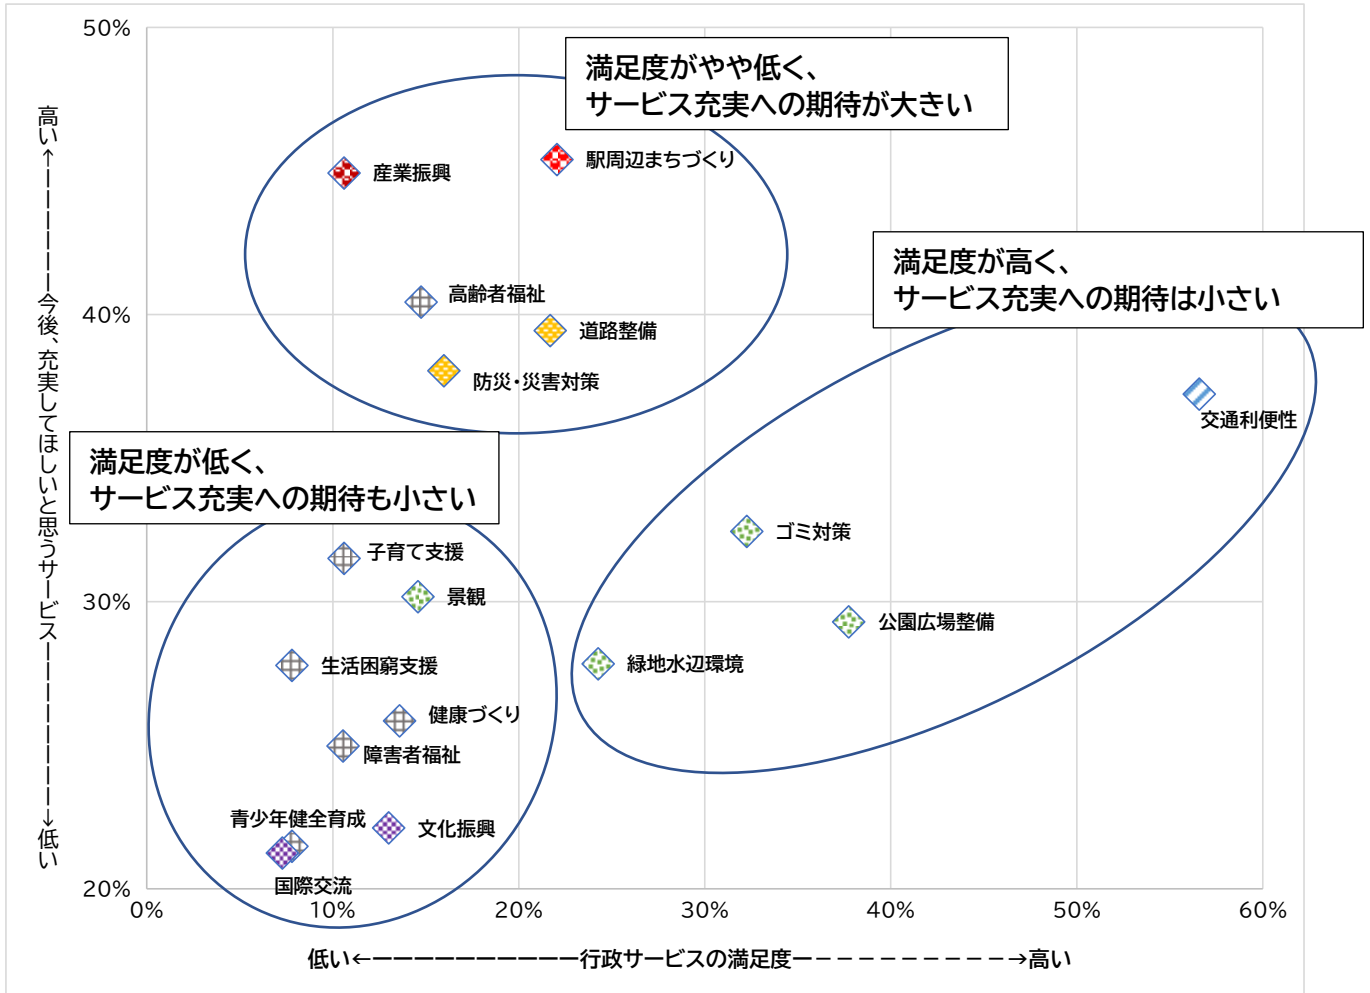 50%
満足度がやや低く、
サービス充実への期待が大きい
産業振興
駅周辺まちづくり
満足度が高く、
サービス充実への期待は小さい
高齢者福祉
40%
道路整備
防災・災害対策
交通利便性
満足度が低く、
サービス充実への期待も小さい
ゴミ対策
子育て支援
景観
30%
公園広場整備
緑地水辺環境
生活困窮支援
健康づくり
障害者福祉
青少年健全育成
文化振興
国際交流
20%
0%
10%
20%
30%
40%
50%
60%
高い←――――――今後、充実してほしいと思うサービス――――――→低い
低い←――――――――――行政サービスの満足度―– – – – – – – – – –→高い